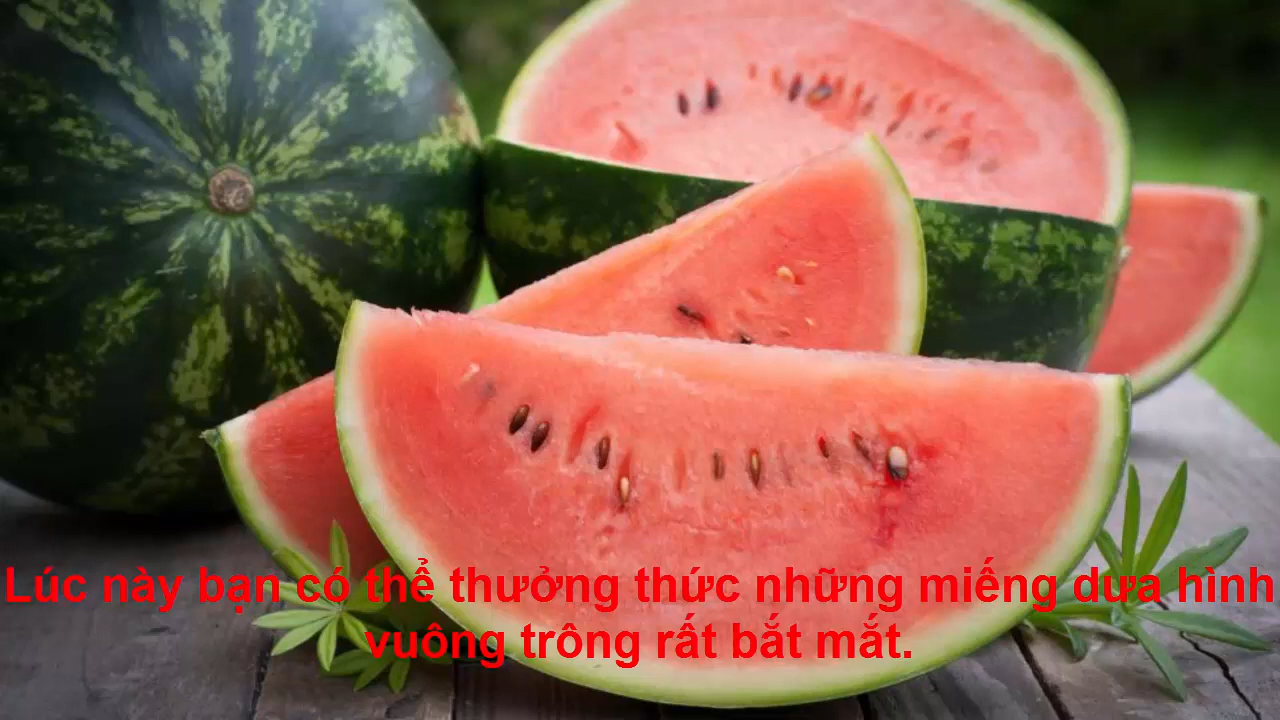 Lúc này bạn có thể thưởng thức những miếng dưa hình
vuông trông rất bắt mắt.